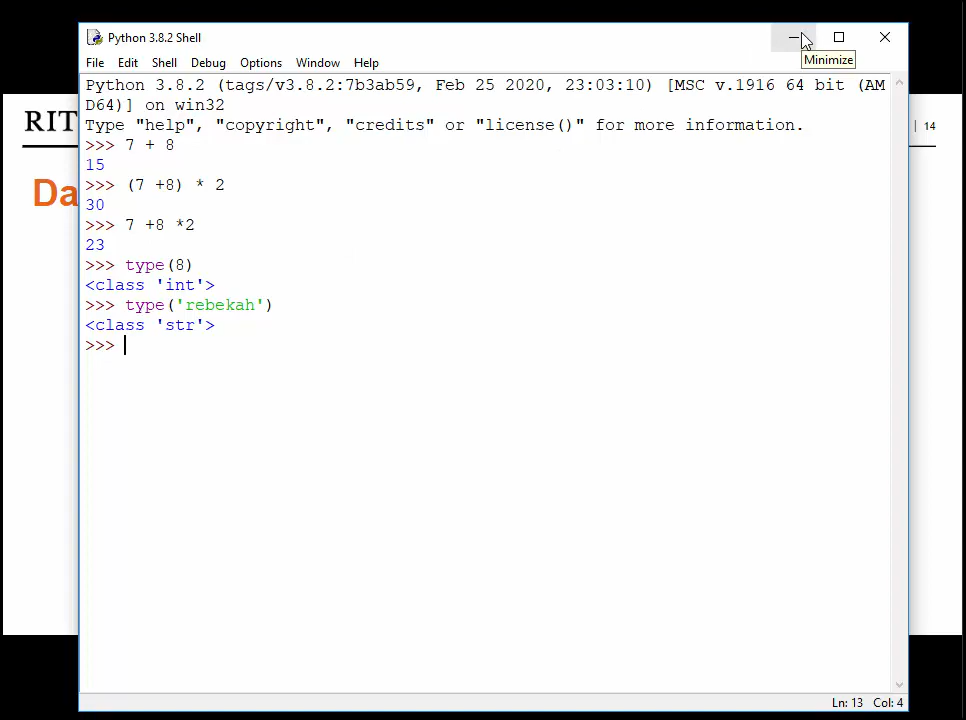 Python 3.8.2 Shell
Minimize
File Edit Shell Debug Options Window Help
Python 3.8.2 (tags/v3.8.2:7b3ab59, Feb 25 2020, 23:03:10) [MSC v.1916 64 bit (AM
D64)] on win32
Type "help", "copyright", "credits" or "license()" for more information.
>>> 7 + 8
15
>>> (7 +8) * 2
30
>>> 7 +8 *2
23
>>> type(8)
<class 'int'>
>>> type('rebekah')
<class 'str'>
>>>
RIT
| 14
Da
Ln: 13 Col: 4